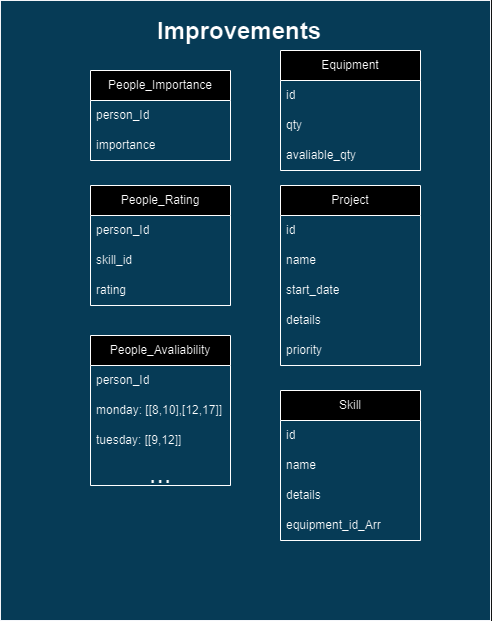 Improvements
People_Importance
person_Id
importance
People_Rating
person_Id
skill_id
rating
People_Avaliability
person_Id
monday: [[8,10],[12,17]]
tuesday: [[9,12]]
...
Equipment
id
qty
avaliable_qty
Project
id
name
start_date
details
priority
Skill
id
name
details
equipment_id_Arr